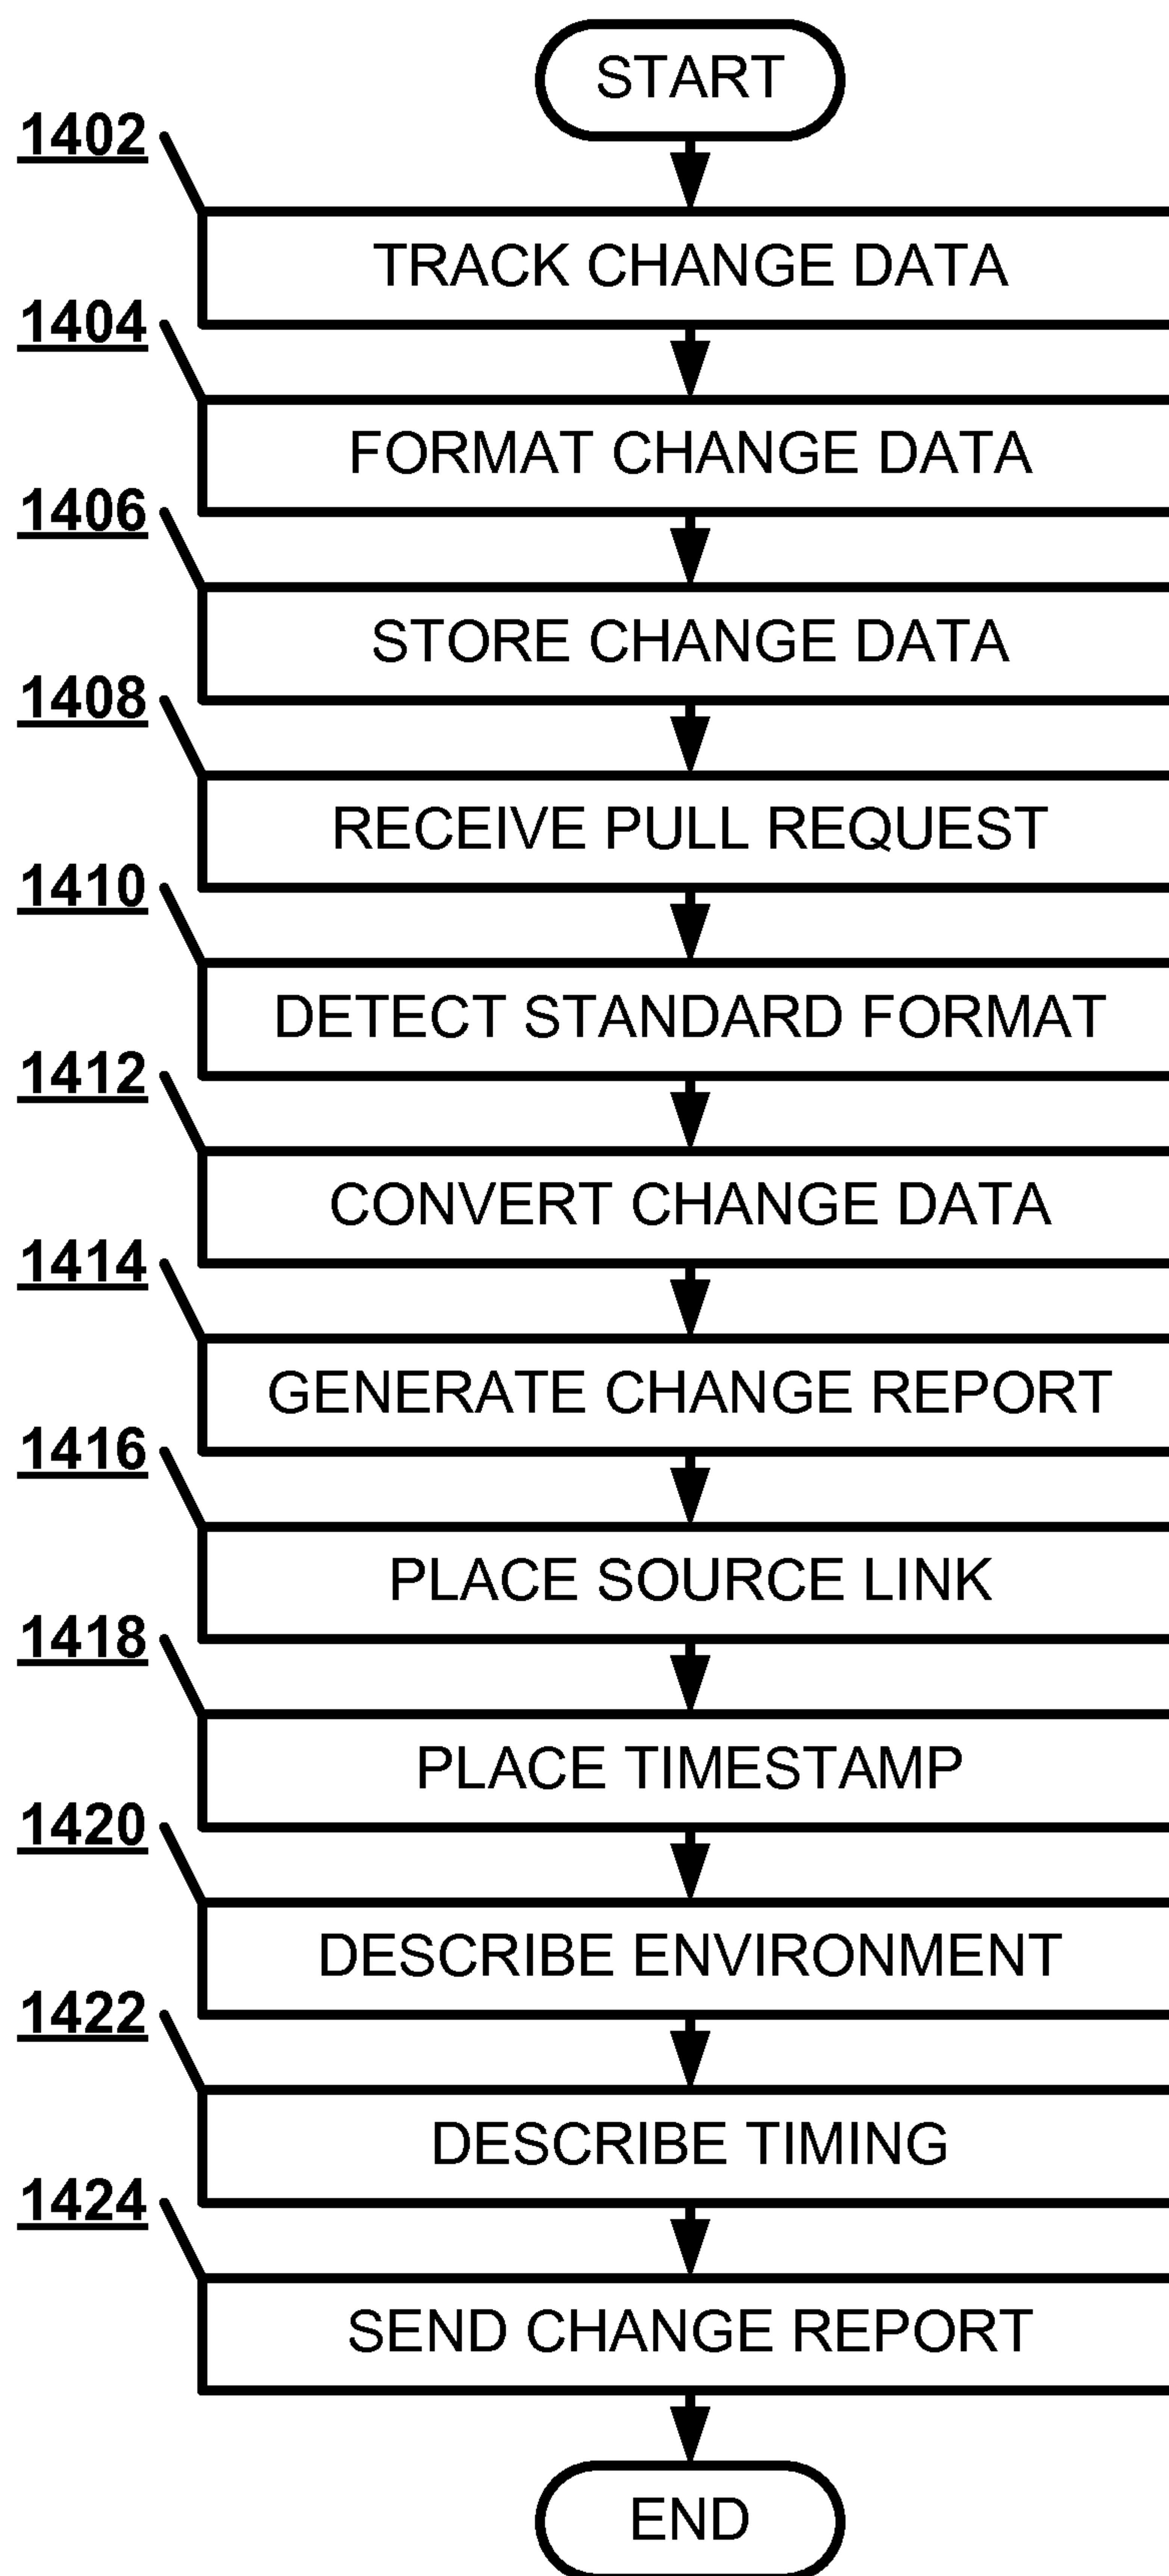 START
1402
TRACK CHANGE DATA
1404
FORMAT CHANGE DATA
1406
STORE CHANGE DATA
1408
RECEIVE PULL REQUEST
1410
DETECT STANDARD FORMAT
1412
CONVERT CHANGE DATA
1414
GENERATE CHANGE REPORT
1416
PLACE SOURCE LINK
1418
PLACE TIMESTAMP
1420
DESCRIBE ENVIRONMENT
1422
DESCRIBE TIMING
1424
SEND CHANGE REPORT
END